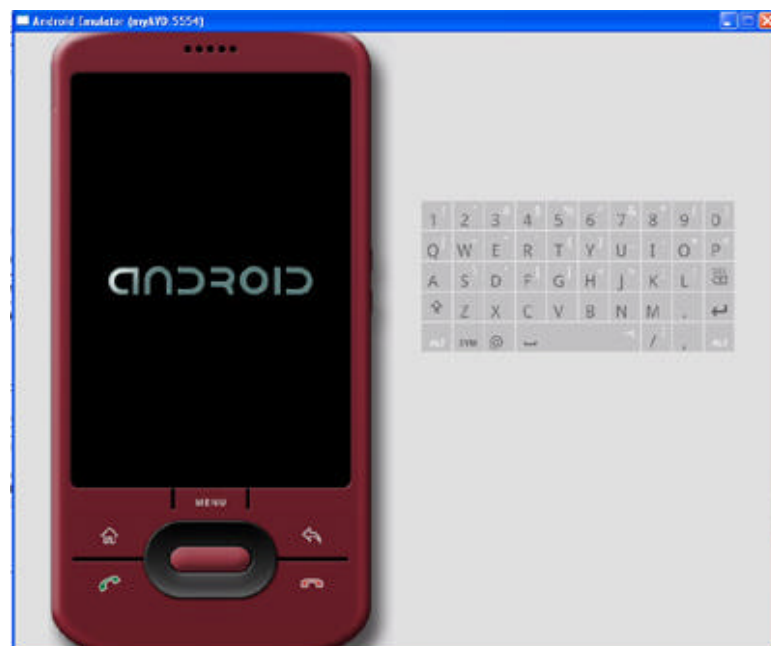 Android Emulator (myAVD:5554)
ANDROID
1 2 3 4 5 6 7 8 9 0
Q W E R T Y U I O P
A S D F G H J K L
Z X C V B N M .
ALT SYM @ / , ALT
MENU